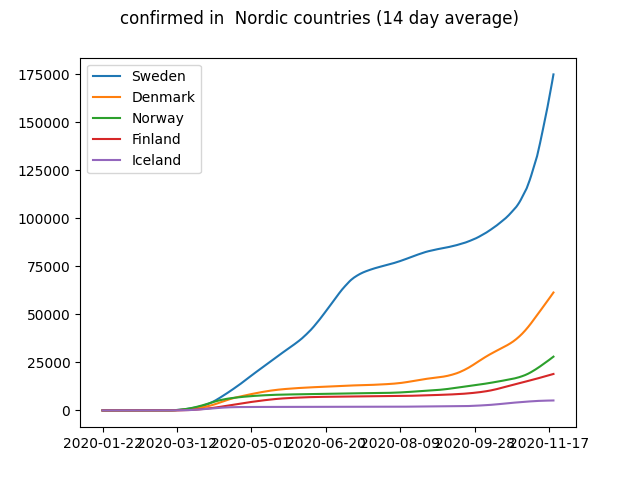 confirmed in  Nordic countries (14 day average)
175000
150000
125000
100000
75000
50000
25000
0
Sweden
Denmark
Norway
Finland
Iceland
2020-01-22 2020-03-12 2020-05-01 2020-06-20 2020-08-09 2020-09-28 2020-11-17